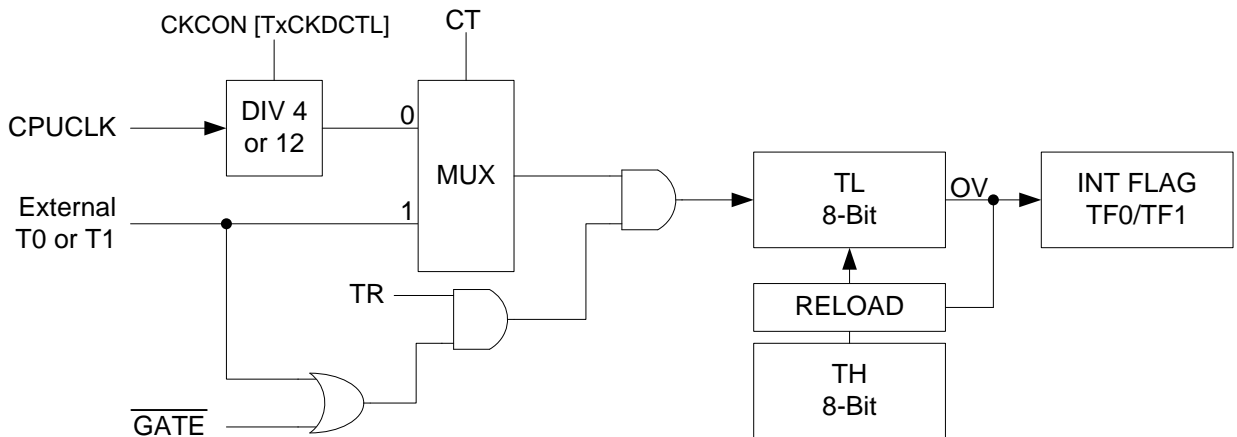 CKCON [TxCKDCTL]
CT
DIV 4
or 12
CPUCLK
0
MUX
External
T0 or T1
1
TL
8-Bit
OV
INT FLAG
TF0/TF1
TR
RELOAD
TH
8-Bit
GATE